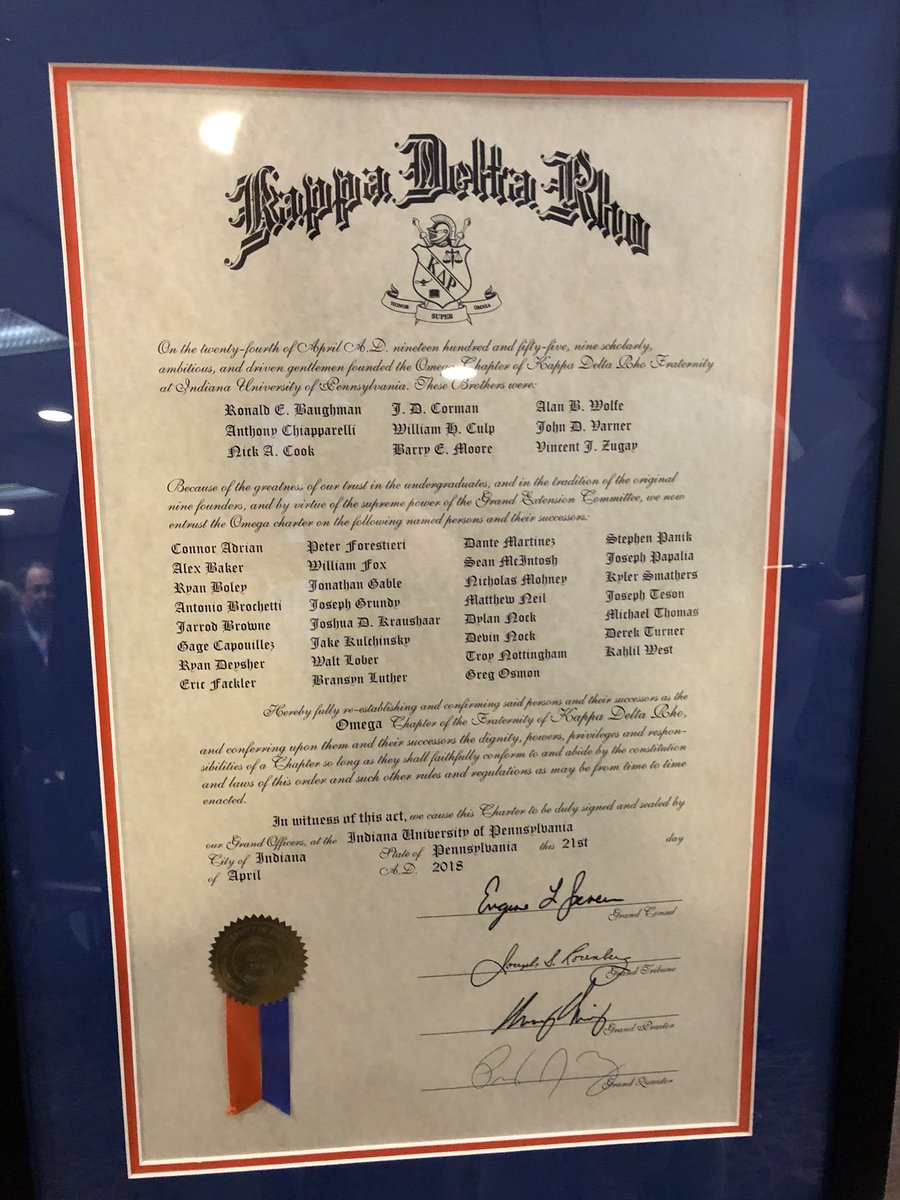 Kappa Delta Rho
ΚΔΡ
HONOR SUPER OMNIA
On the twenty-fourth of April A.D. nineteen hundred and fifty-five, nine scholarly,
ambitious, and driven gentlemen founded the Omega Chapter of Kappa Delta Rho Fraternity
at Indiana University of Pennsylvania. These Brothers were:
Ronald E. Baughman J. D. Corman Alan B. Wolfe
Anthony Chiapparelli William H. Culp John D. Varner
Nick A. Cook Barry E. Moore Vincent J. Zugay
Because of the greatness of our trust in the undergraduates, and in the tradition of the original
nine founders, and by virtue of the supreme power of the Grand Extension Committee, we now
entrust the Omega charter on the following named persons and their successors:
Connor Adrian Peter Forestieri Dante Martinez Stephen Panik
Alex Baker William Fox Sean McIntosh Joseph Papalia
Ryan Boley Jonathan Gable Nicholas Mohney Kyler Smathers
Antonio Brochetti Joseph Grundy Matthew Neil Joseph Teson
Jarrod Browne Joshua D. Kraushaar Dylan Nock Michael Thomas
Gage Capouillez Jake Kulchinsky Devin Nock Derek Turner
Ryan Deysher Walt Lober Troy Nottingham Kahlil West
Eric Fackler Bransyn Luther Greg Osmon
Hereby fully re-establishing and confirming said persons and their successors as the
Omega Chapter of the Fraternity of Kappa Delta Rho,
and conferring upon them and their successors the dignity, powers, privileges and respon-
sibilities of a Chapter so long as they shall faithfully conform to and abide by the constitution
and laws of this order and such other rules and regulations as may be from time to time
enacted.
In witness of this act, we cause this Charter to be duly signed and sealed by
our Grand Officers, at the Indiana University of Pennsylvania
City of Indiana State of Pennsylvania this 21st day
of April A.D. 2018
Grand Consul
Joseph S. Rosenberg
Grand Tribune
Grand Praetor
Grand Quaestor